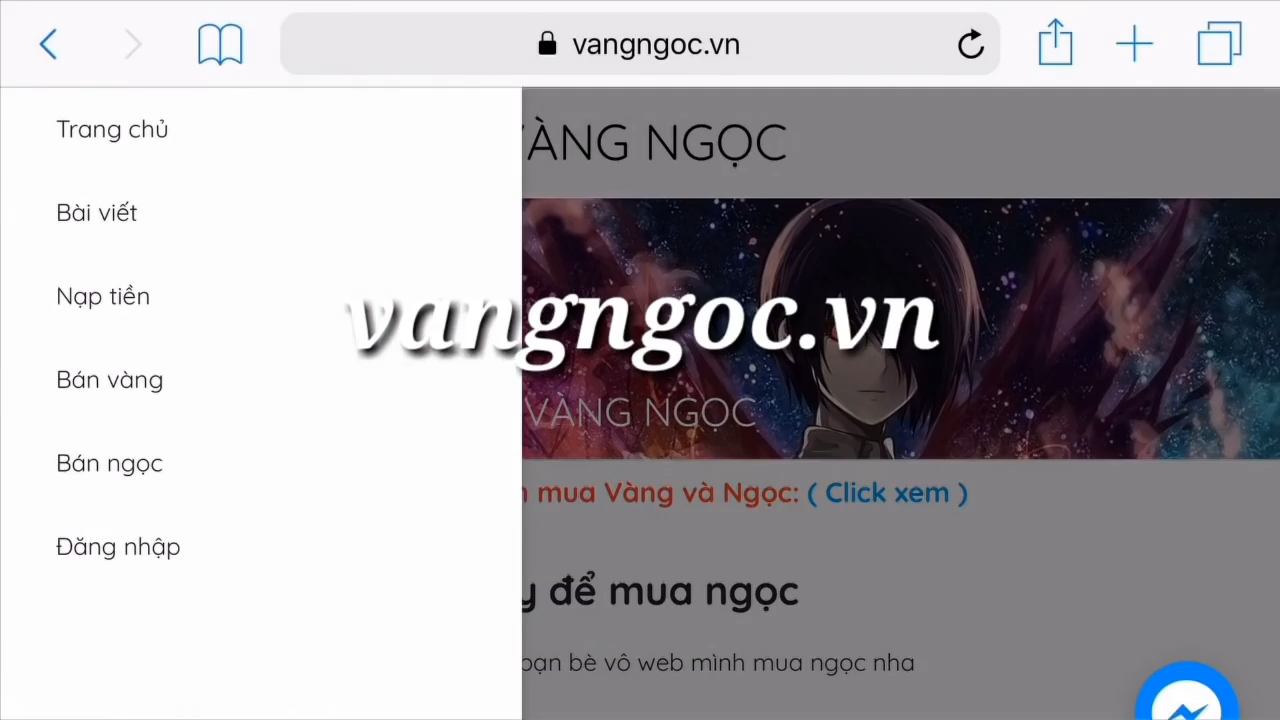 vangngoc.vn
Trang chủ
Bài viết
Nạp tiền
Bán vàng
Bán ngọc
Đăng nhập
VÀNG NGỌC
vangngoc.vn
VÀNG NGỌC
mua Vàng và Ngọc: ( Click xem )
để mua ngọc
bạn bè vô web mình mua ngọc nha